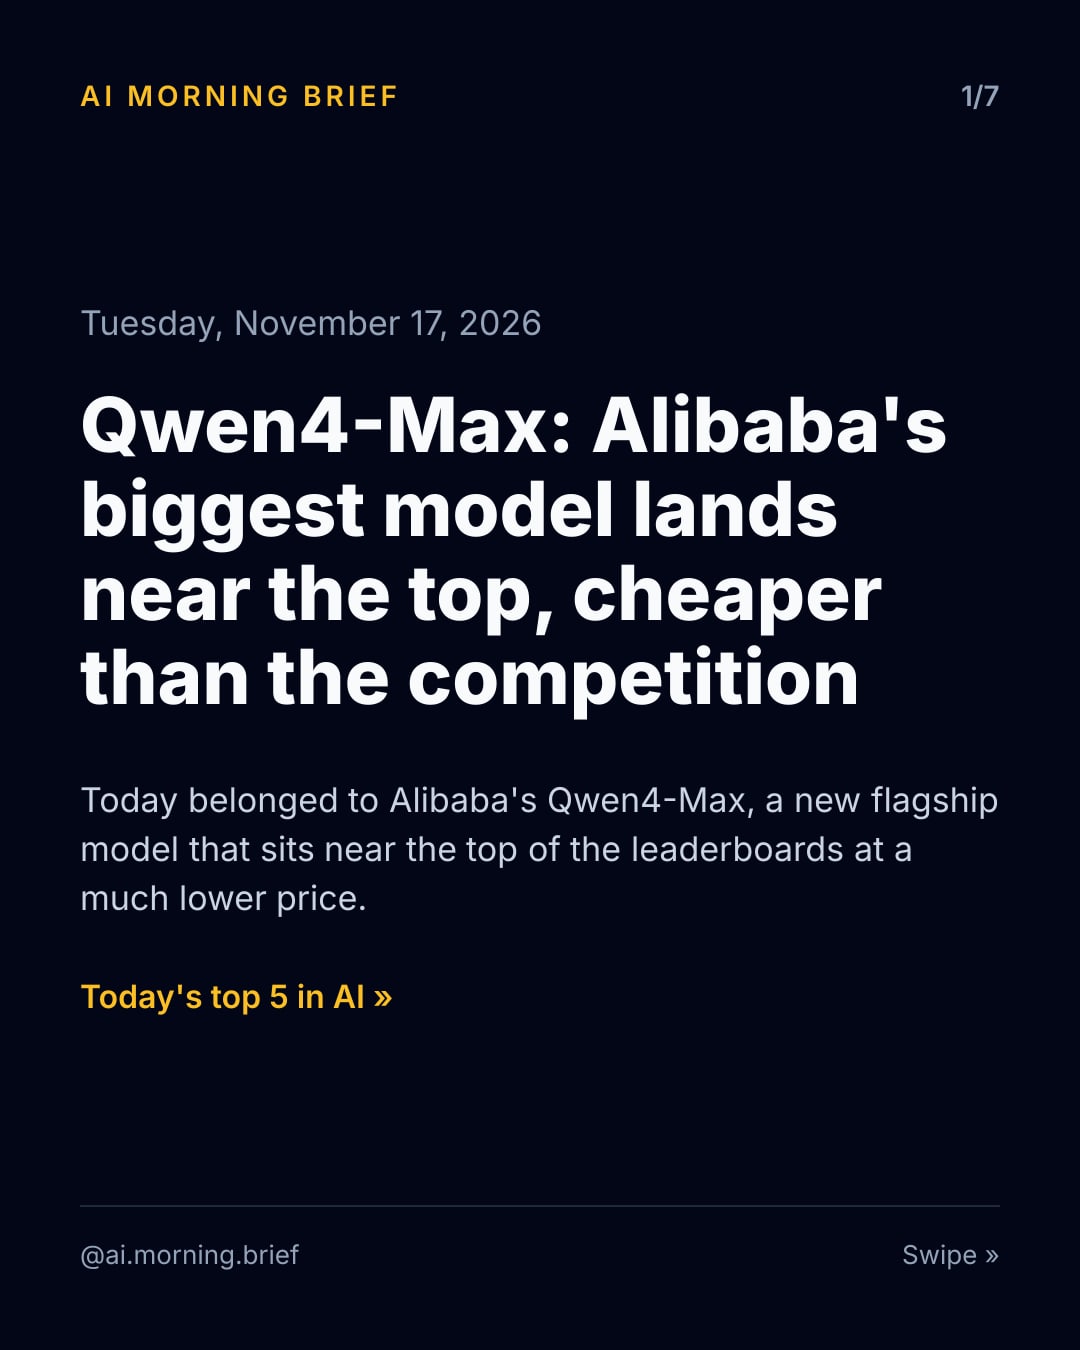 AI MORNING BRIEF
1/7
Tuesday, November 17, 2026
Qwen4-Max: Alibaba's
biggest model lands
near the top, cheaper
than the competition
Today belonged to Alibaba's Qwen4-Max, a new flagship
model that sits near the top of the leaderboards at a
much lower price.
Today's top 5 in AI »
@ai.morning.brief
Swipe »